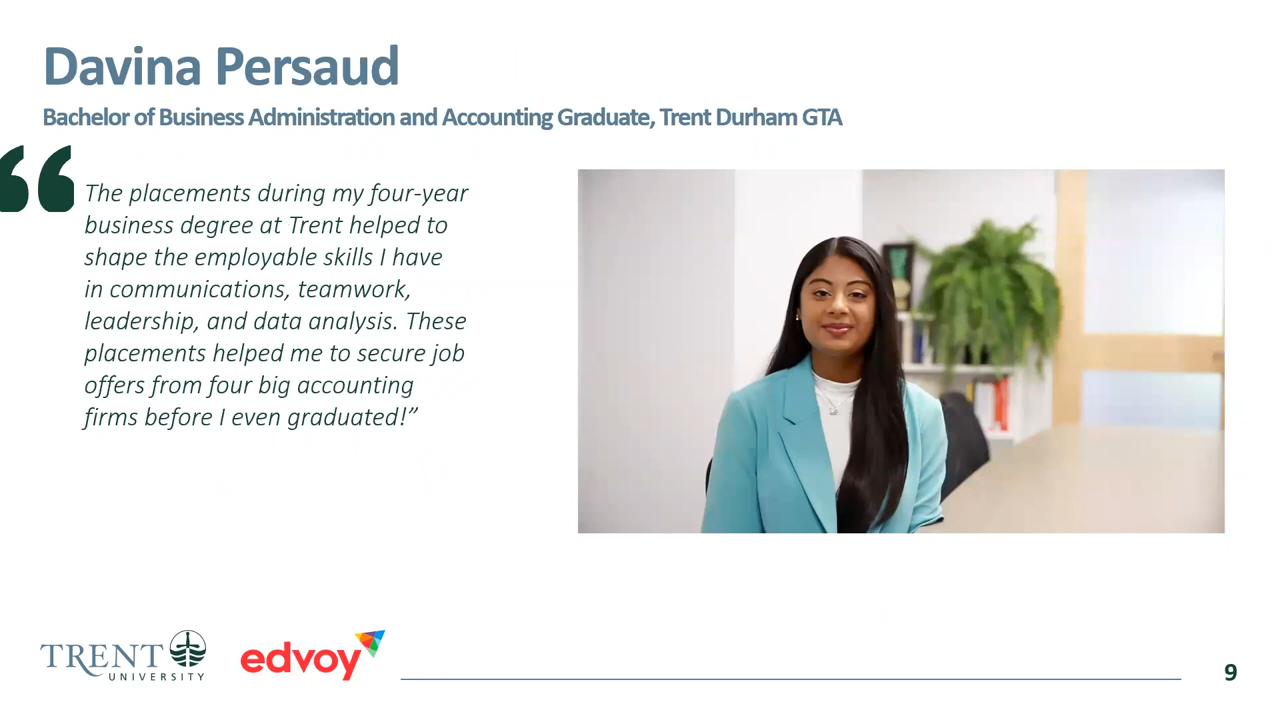 Davina Persaud
Bachelor of Business Administration and Accounting Graduate, Trent Durham GTA
“
The placements during my four-year
business degree at Trent helped to
shape the employable skills I have
in communications, teamwork,
leadership, and data analysis. These
placements helped me to secure job
offers from four big accounting
firms before I even graduated!”
TRENT
UNIVERSITY
edvoy
9